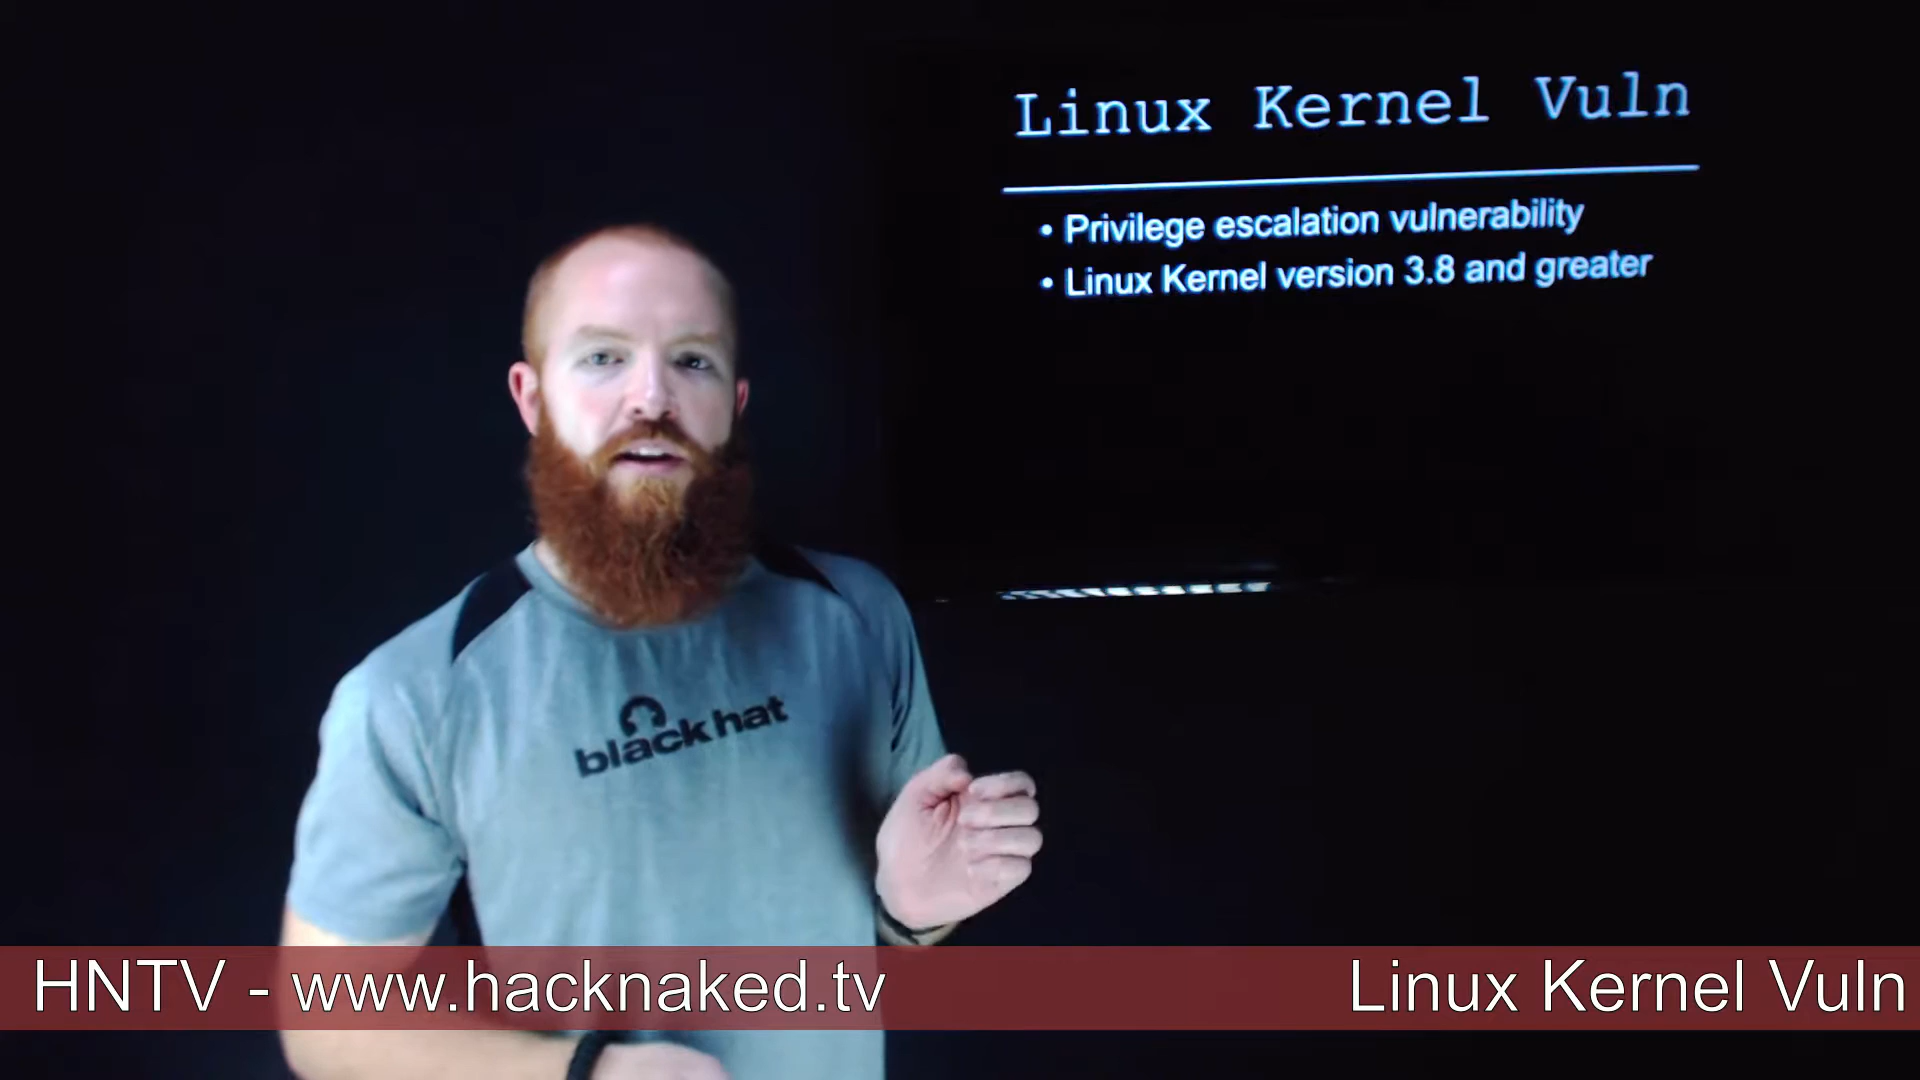 Linux Kernel Vuln
• Privilege escalation vulnerability
• Linux Kernel version 3.8 and greater
black hat
HNTV - www.hacknaked.tv
Linux Kernel Vuln